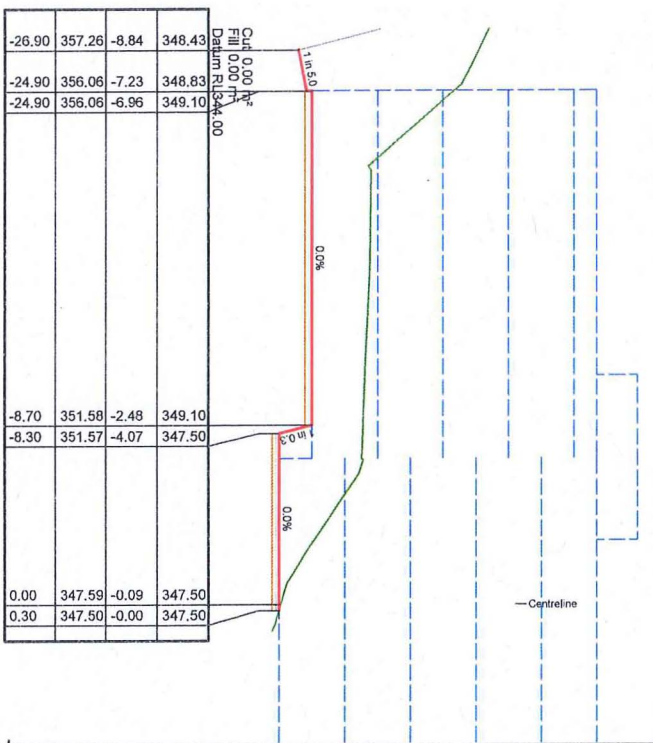 -26.90 357.26 -8.84 348.43
-24.90 356.06 -7.23 348.83
-24.90 356.06 -6.96 349.10
-8.70 351.58 -2.48 349.10
-8.30 351.57 -4.07 347.50
0.00 347.59 -0.09 347.50
0.30 347.50 -0.00 347.50
Cut 0.00 m²
Fill 0.00 m²
Datum RL344.00
1 in 5.0
0.0%
1 in 0.3
0.0%
Centreline